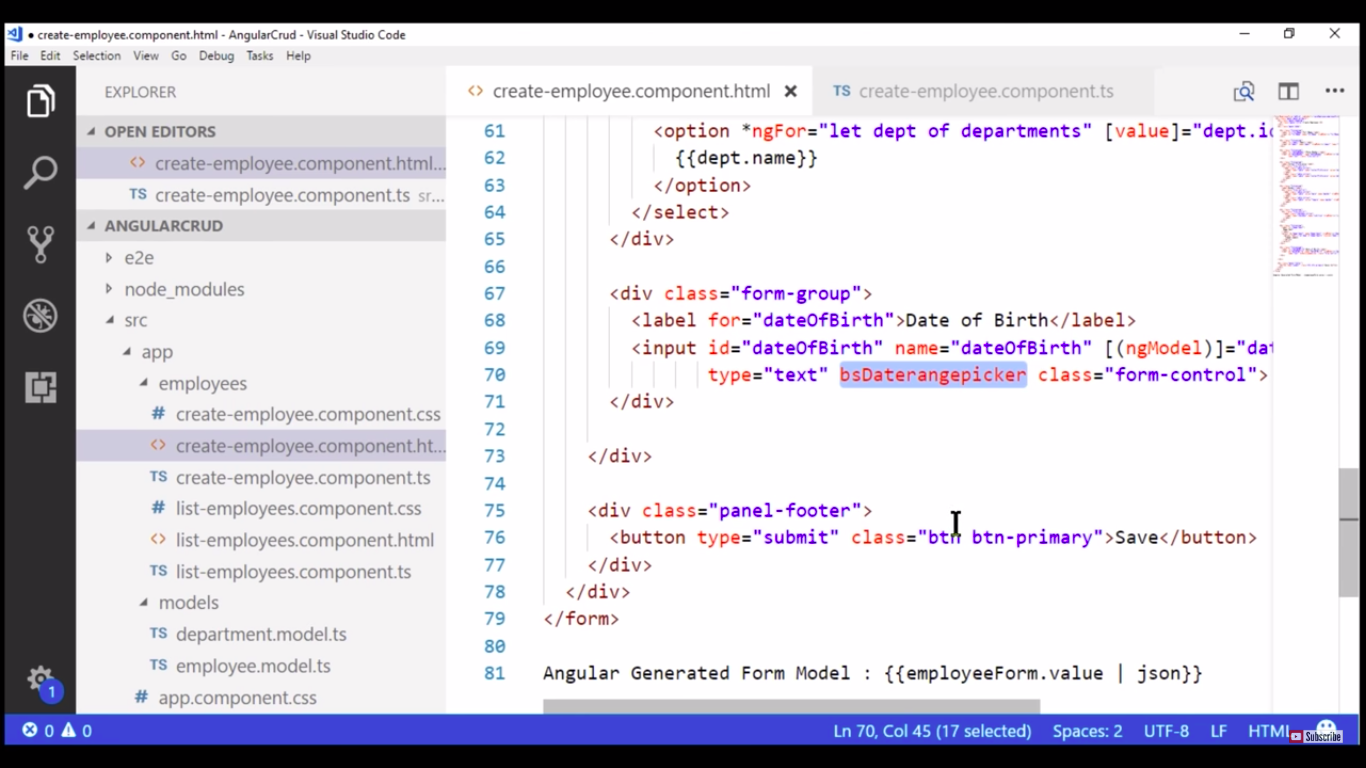 ● create-employee.component.html - AngularCrud - Visual Studio Code
File Edit Selection View Go Debug Tasks Help
EXPLORER
OPEN EDITORS
create-employee.component.html...
TS create-employee.component.ts sr...
ANGULARCRUD
e2e
node_modules
src
app
employees
# create-employee.component.css
<> create-employee.component.ht...
TS create-employee.component.ts
# list-employees.component.css
<> list-employees.component.html
TS list-employees.component.ts
models
TS department.model.ts
TS employee.model.ts
# app.component.css
1
<> create-employee.component.html
TS create-employee.component.ts
61 <option *ngFor="let dept of departments" [value]="dept.id
62 {{dept.name}}
63 </option>
64 </select>
65 </div>
66
67 <div class="form-group">
68 <label for="dateOfBirth">Date of Birth</label>
69 <input id="dateOfBirth" name="dateOfBirth" [(ngModel)]="dat
70 type="text" bsDaterangepicker class="form-control">
71 </div>
72
73 </div>
74
75 <div class="panel-footer">
76 <button type="submit" class="btn btn-primary">Save</button>
77 </div>
78 </div>
79 </form>
80
81 Angular Generated Form Model : {{employeeForm.value | json}}
0 0
Ln 70, Col 45 (17 selected) Spaces: 2 UTF-8 LF HTML
Subscribe